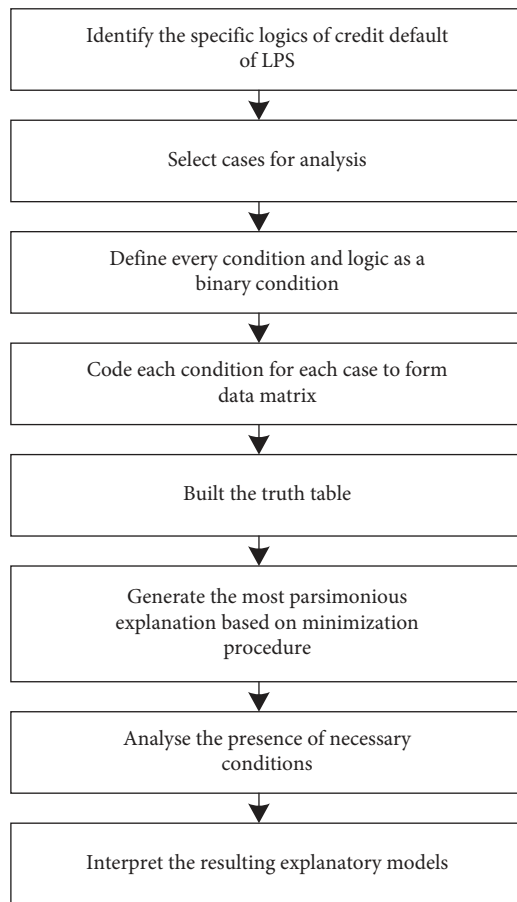 Identify the specific logics of credit default
of LPS
Select cases for analysis
Define every condition and logic as a
binary condition
Code each condition for each case to form
data matrix
Built the truth table
Generate the most parsimonious
explanation based on minimization
procedure
Analyse the presence of necessary
conditions
Interpret the resulting explanatory models